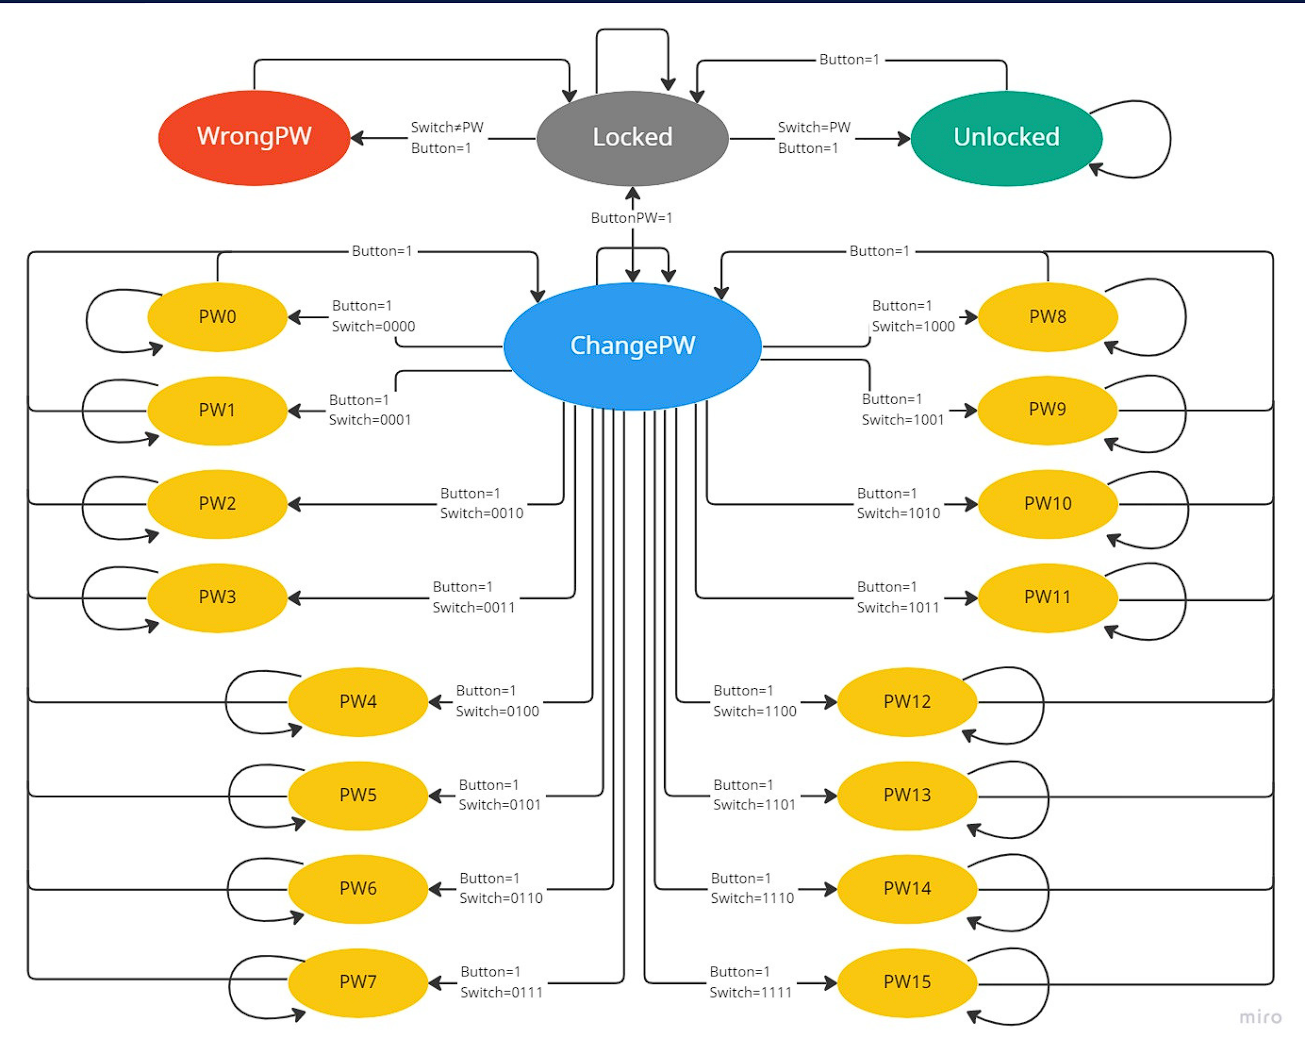 Button=1
WrongPW
Switch≠PW
Button=1
Locked
Switch=PW
Button=1
Unlocked
ButtonPW=1
Button=1
Button=1
PW0
Button=1
Switch=0000
ChangePW
Button=1
Switch=1000
PW8
PW1
Button=1
Switch=0001
Button=1
Switch=1001
PW9
PW2
Button=1
Switch=0010
Button=1
Switch=1010
PW10
PW3
Button=1
Switch=0011
Button=1
Switch=1011
PW11
PW4
Button=1
Switch=0100
Button=1
Switch=1100
PW12
PW5
Button=1
Switch=0101
Button=1
Switch=1101
PW13
PW6
Button=1
Switch=0110
Button=1
Switch=1110
PW14
PW7
Button=1
Switch=0111
Button=1
Switch=1111
PW15
miro